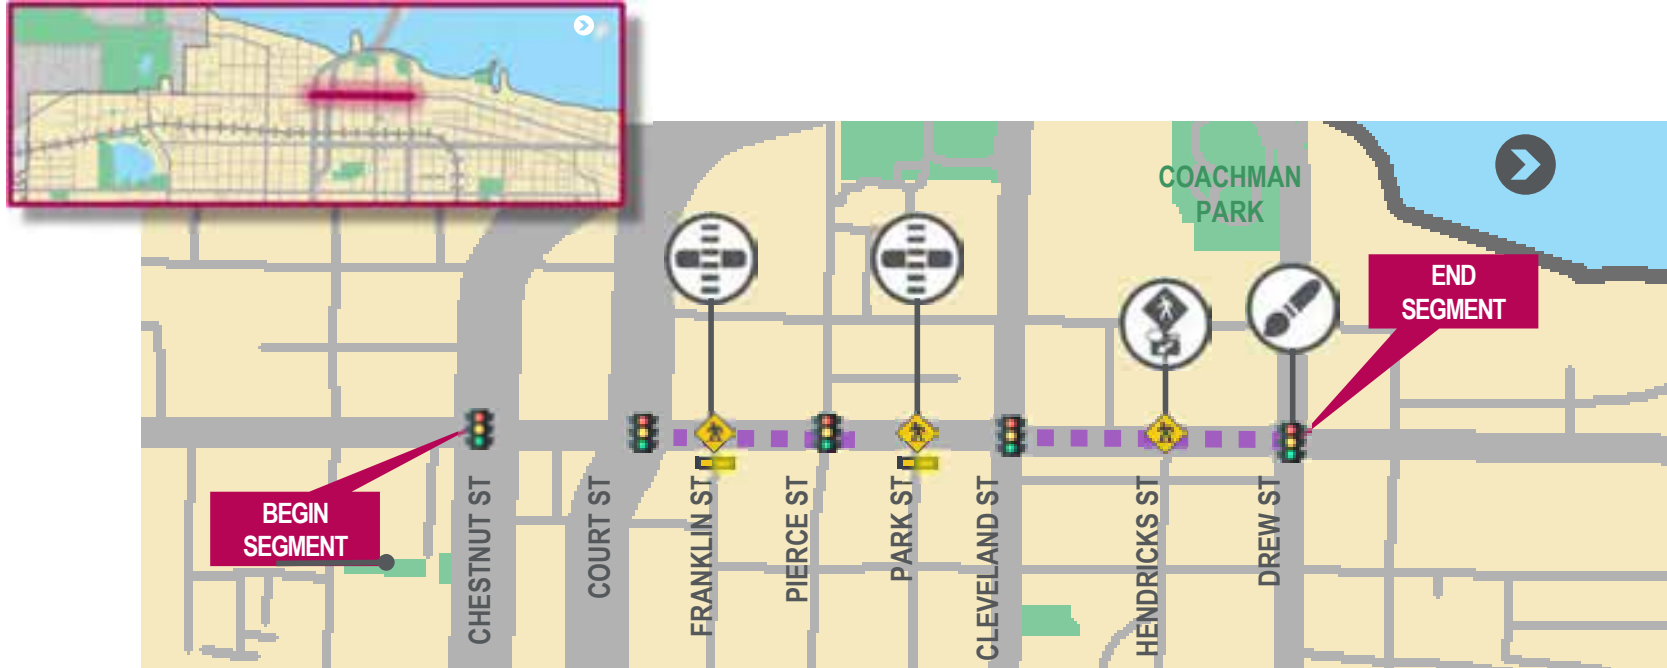 COACHMAN
PARK
END
SEGMENT
BEGIN
SEGMENT
CHESTNUT ST
COURT ST
FRANKLIN ST
PIERCE ST
PARK ST
CLEVELAND ST
HENDRICKS ST
DREW ST